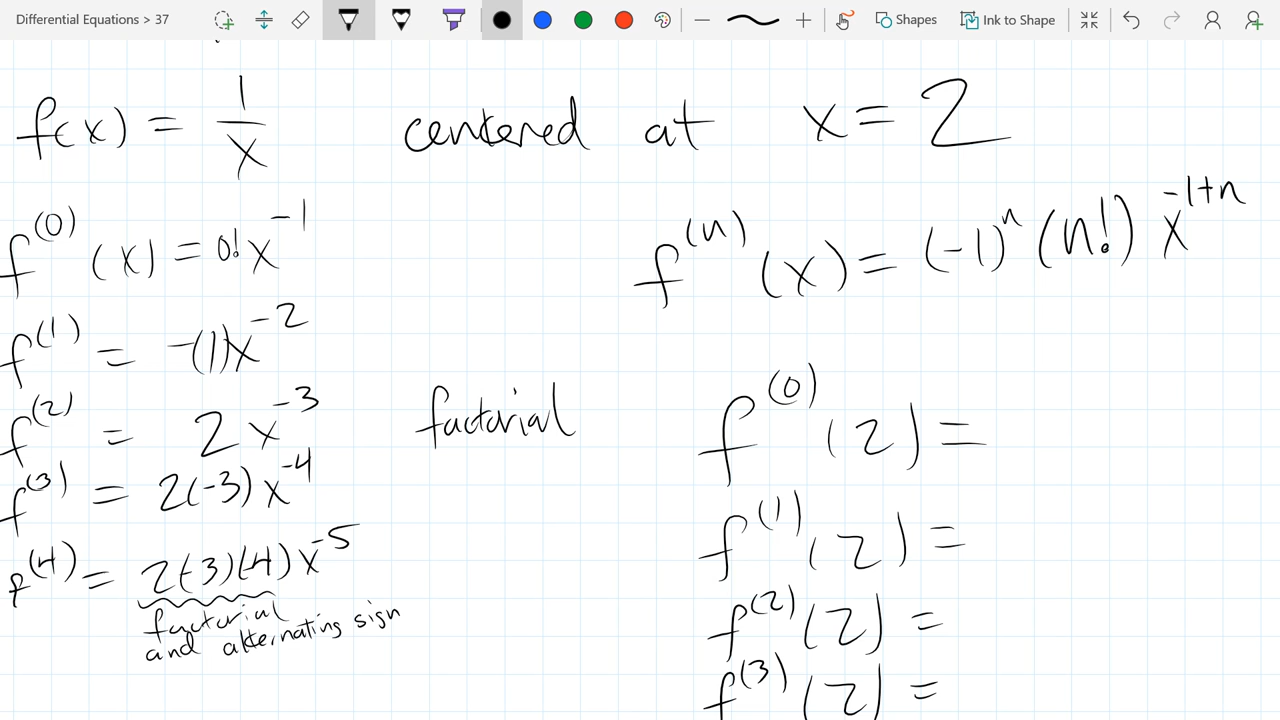 Differential Equations > 37
Shapes
Ink to Shape
f(x) = 1/x centered at x = 2
f^(0) (x) = 0! x^-1
f^(n) (x) = (-1)^n (n!) x^-1+n
f^(1) = -(1)x^-2
f^(2) = 2 x^-3
factorial
f^(3) = 2(-3) x^-4
f^(4) = 2(-3)(-4) x^-5
factorial
and alternating sign
f^(0) (2) =
f^(1) (2) =
f^(2) (2) =
f^(3) (2) =